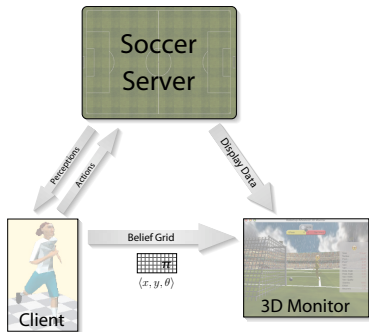 Soccer
Server
Perceptions
Actions
Display Data
Belief Grid
π
⟨x, y, θ⟩
Client
3D Monitor